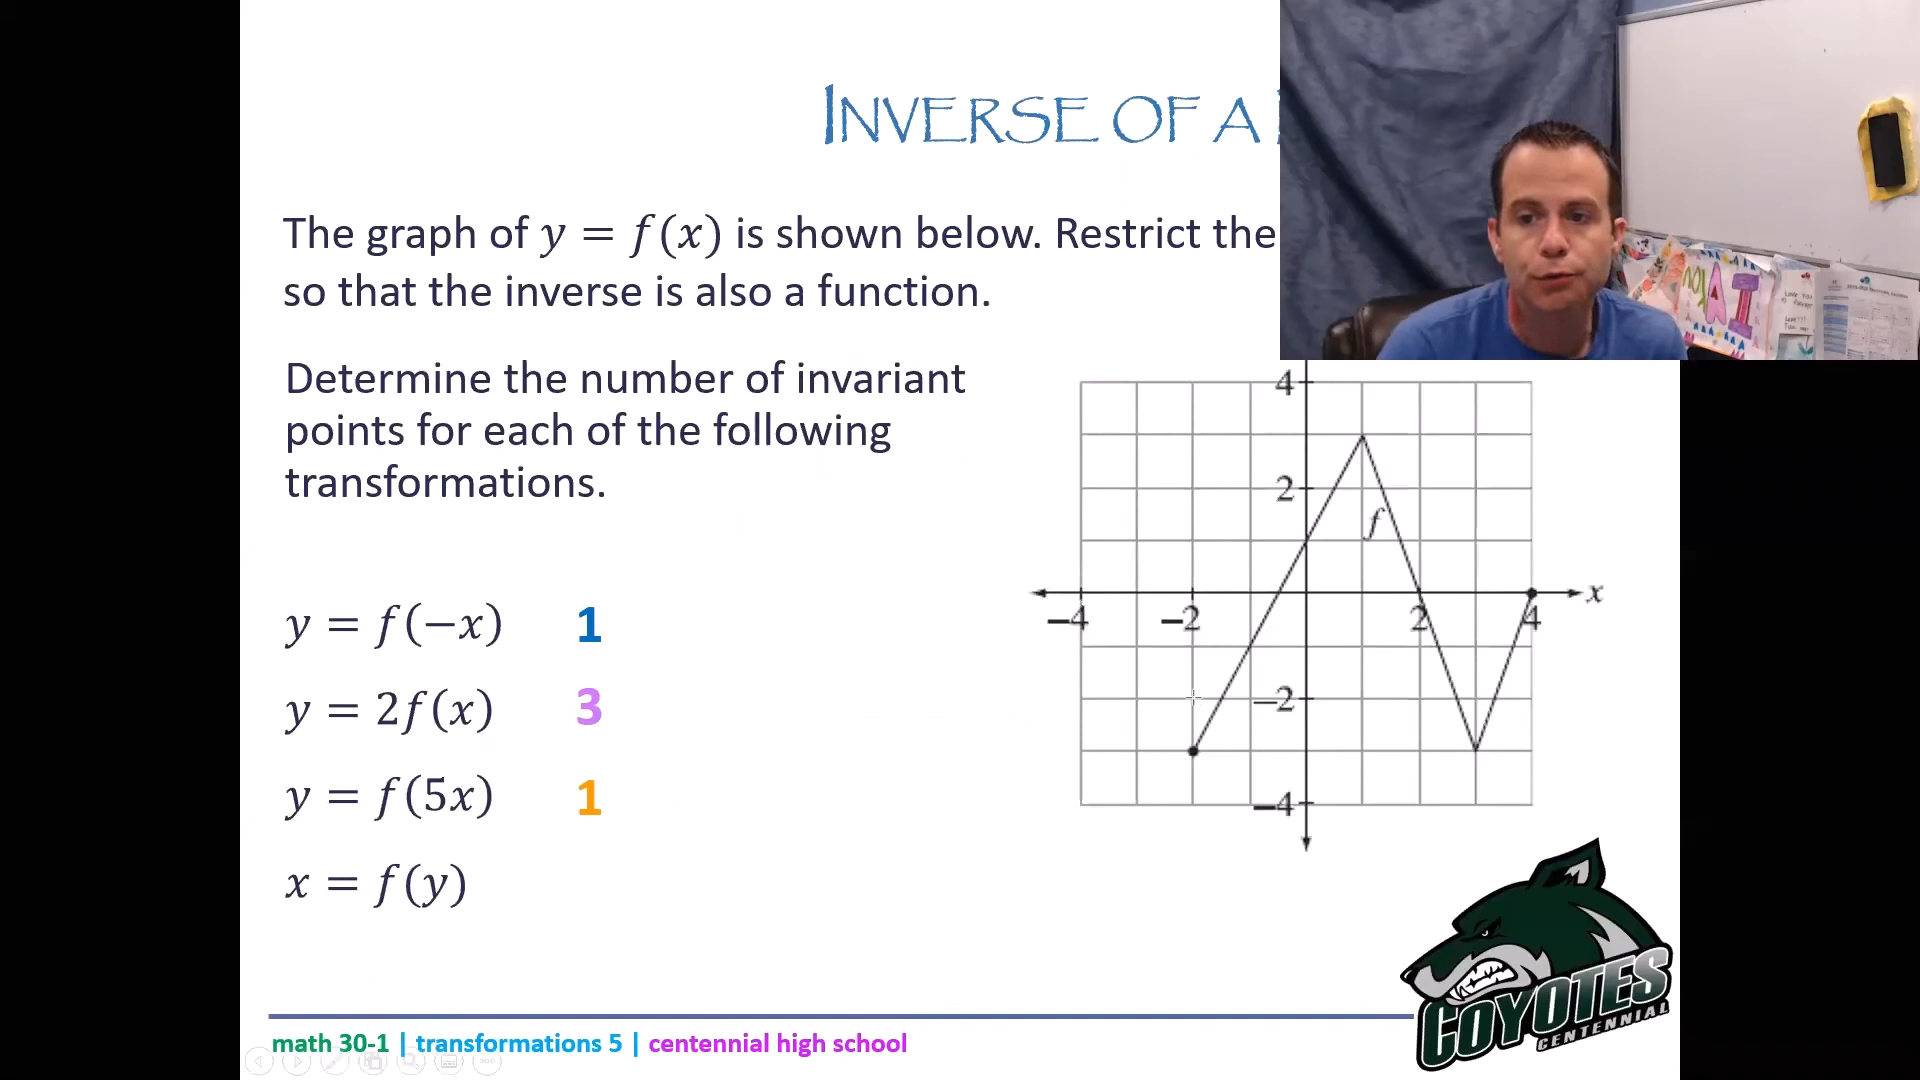 INVERSE OF A
The graph of y = f(x) is shown below. Restrict the
so that the inverse is also a function.
Determine the number of invariant
points for each of the following
transformations.
y = f(−x) 1
y = 2f(x) 3
y = f(5x) 1
x = f(y)
4
2
f
x
−4 −2 2 4
−2
−4
COYOTES
CENTENNIAL
math 30-1 | transformations 5 | centennial high school